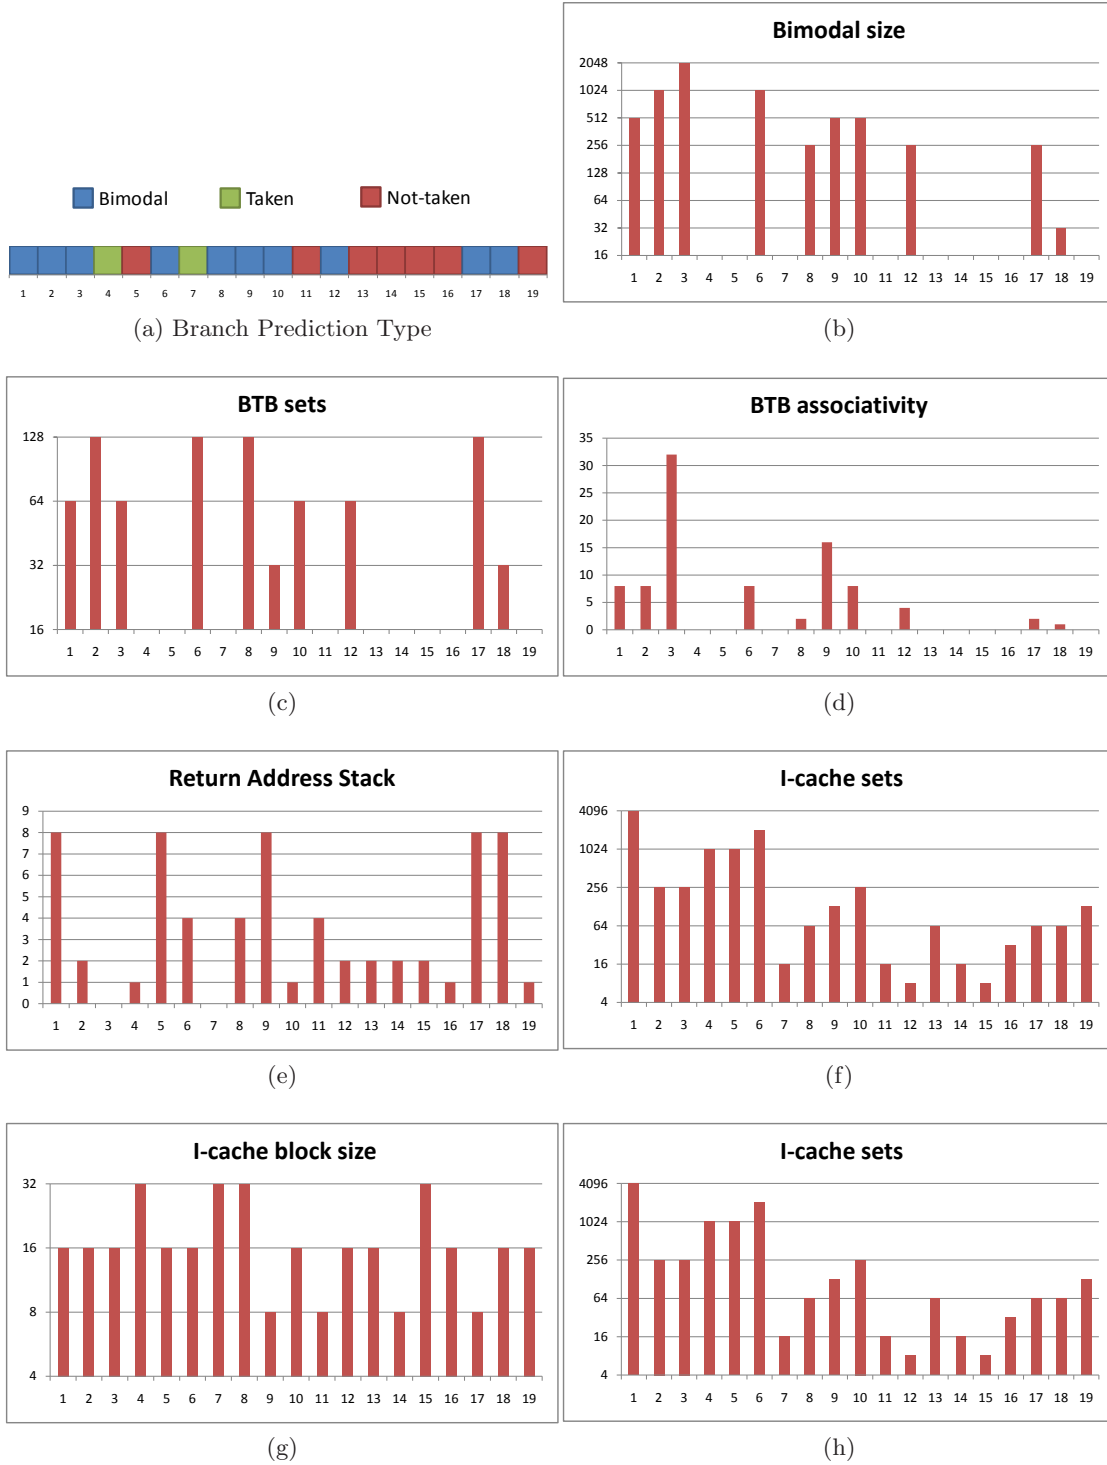 Bimodal Taken Not-taken
1 2 3 4 5 6 7 8 9 10 11 12 13 14 15 16 17 18 19
(a) Branch Prediction Type
Bimodal size
2048
1024
512
256
128
64
32
16
1 2 3 4 5 6 7 8 9 10 11 12 13 14 15 16 17 18 19
(b)
BTB sets
128
64
32
16
1 2 3 4 5 6 7 8 9 10 11 12 13 14 15 16 17 18 19
(c)
BTB associativity
35
30
25
20
15
10
5
0
1 2 3 4 5 6 7 8 9 10 11 12 13 14 15 16 17 18 19
(d)
Return Address Stack
9
8
7
6
5
4
3
2
1
0
1 2 3 4 5 6 7 8 9 10 11 12 13 14 15 16 17 18 19
(e)
I-cache sets
4096
1024
256
64
16
4
1 2 3 4 5 6 7 8 9 10 11 12 13 14 15 16 17 18 19
(f)
I-cache block size
32
16
8
4
1 2 3 4 5 6 7 8 9 10 11 12 13 14 15 16 17 18 19
(g)
I-cache sets
4096
1024
256
64
16
4
1 2 3 4 5 6 7 8 9 10 11 12 13 14 15 16 17 18 19
(h)